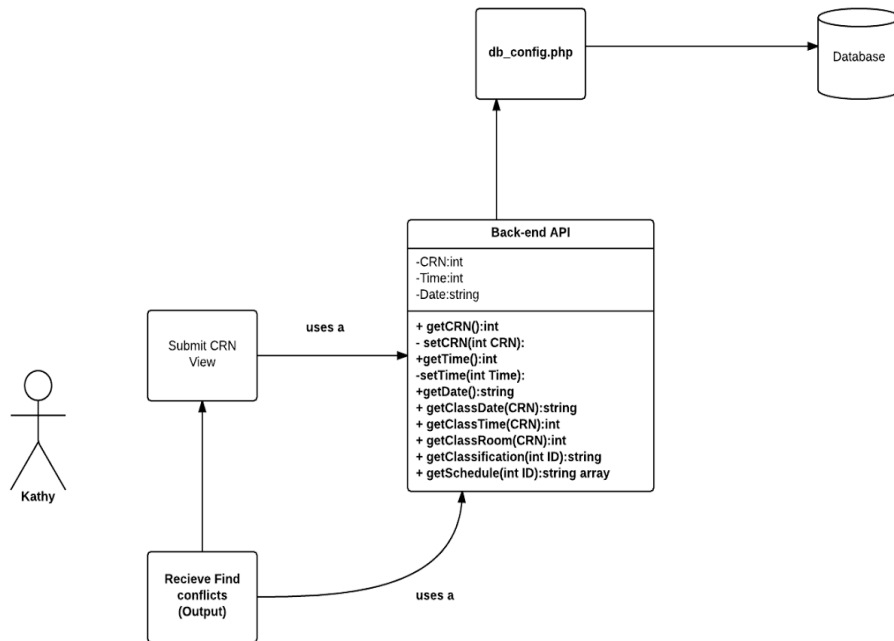 db_config.php
Database
Back-end API
-CRN:int
-Time:int
-Date:string
+ getCRN():int
- setCRN(int CRN):
+getTime():int
-setTime(int Time):
+getDate():string
+ getClassDate(CRN):string
+ getClassTime(CRN):int
+ getClassRoom(CRN):int
+ getClassification(int ID):string
+ getSchedule(int ID):string array
uses a
Submit CRN
View
Kathy
Recieve Find
conflicts
(Output)
uses a